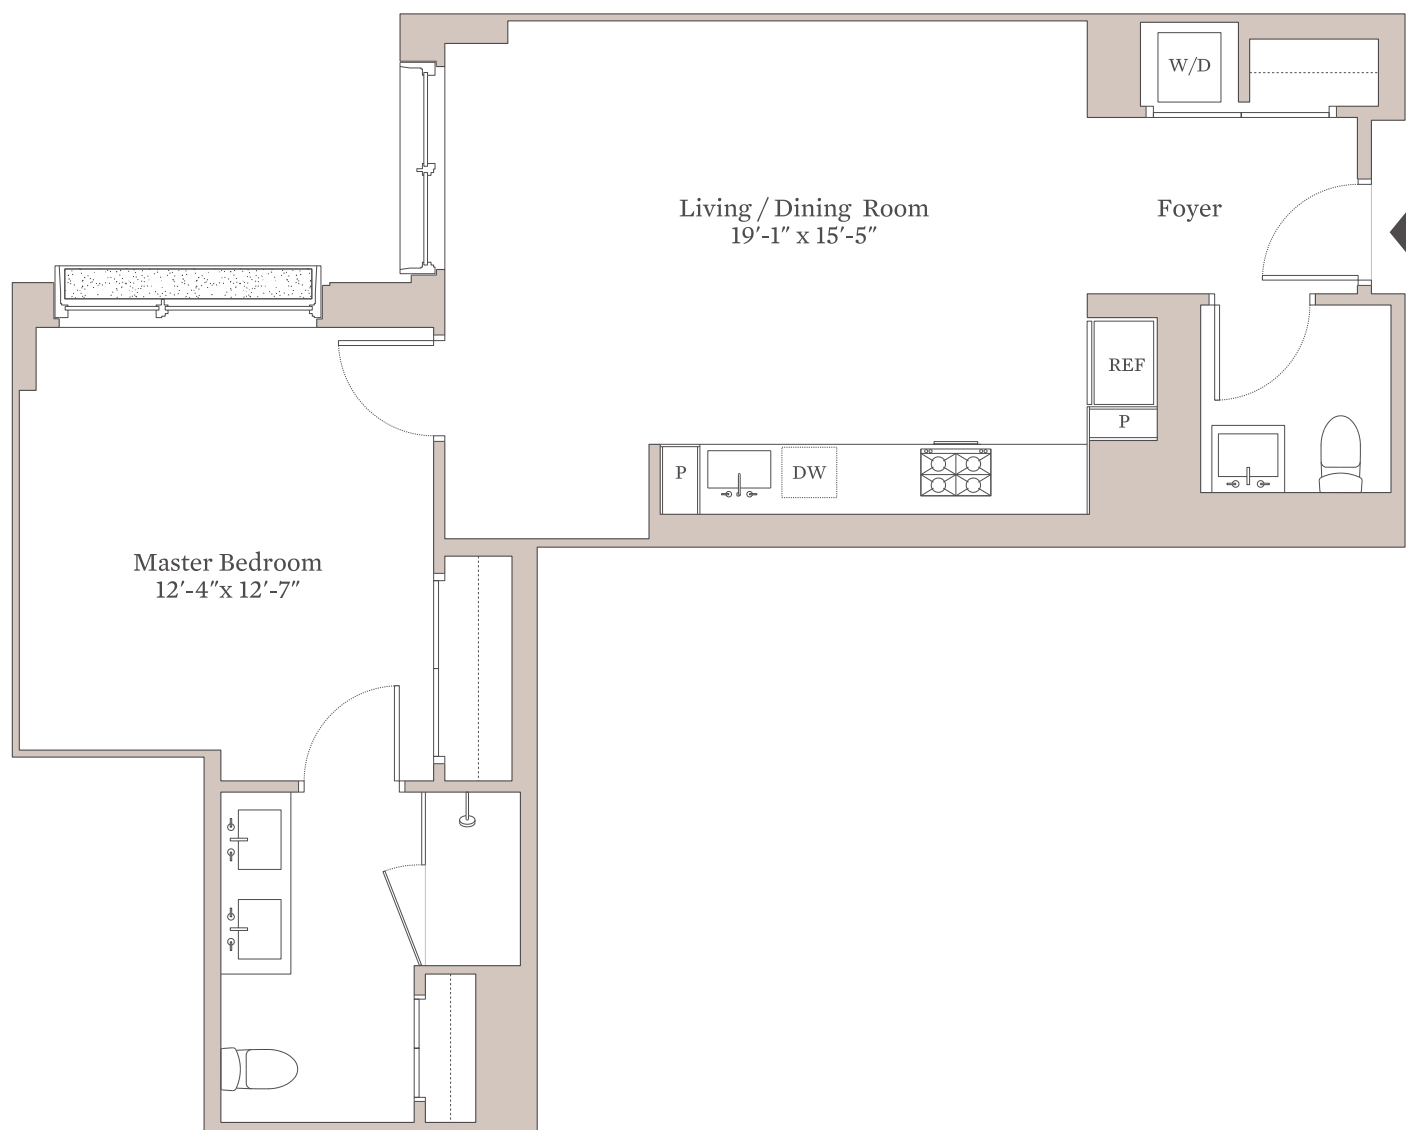 W/D
Living / Dining Room
19′-1″ x 15′-5″
Foyer
REF
P
P
DW
Master Bedroom
12′-4″x 12′-7″